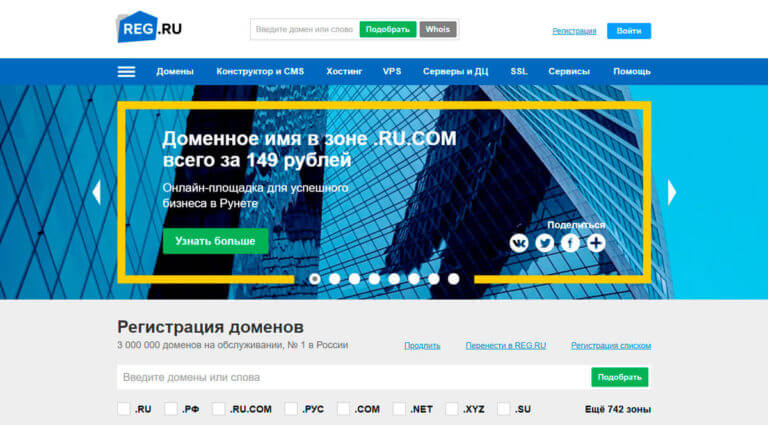 REG.RU
Введите домен или слово
Подобрать
Whois
Регистрация
Войти
Домены
Конструктор и CMS
Хостинг
VPS
Серверы и ДЦ
SSL
Сервисы
Помощь
Доменное имя в зоне .RU.COM
всего за 149 рублей
Онлайн-площадка для успешного
бизнеса в Рунете
Узнать больше
Поделиться
Регистрация доменов
3 000 000 доменов на обслуживании, № 1 в России
Продлить
Перенести в REG.RU
Регистрация списком
Введите домены или слова
Подобрать
.RU
.РФ
.RU.COM
.РУС
.COM
.NET
.XYZ
.SU
Ещё 742 зоны